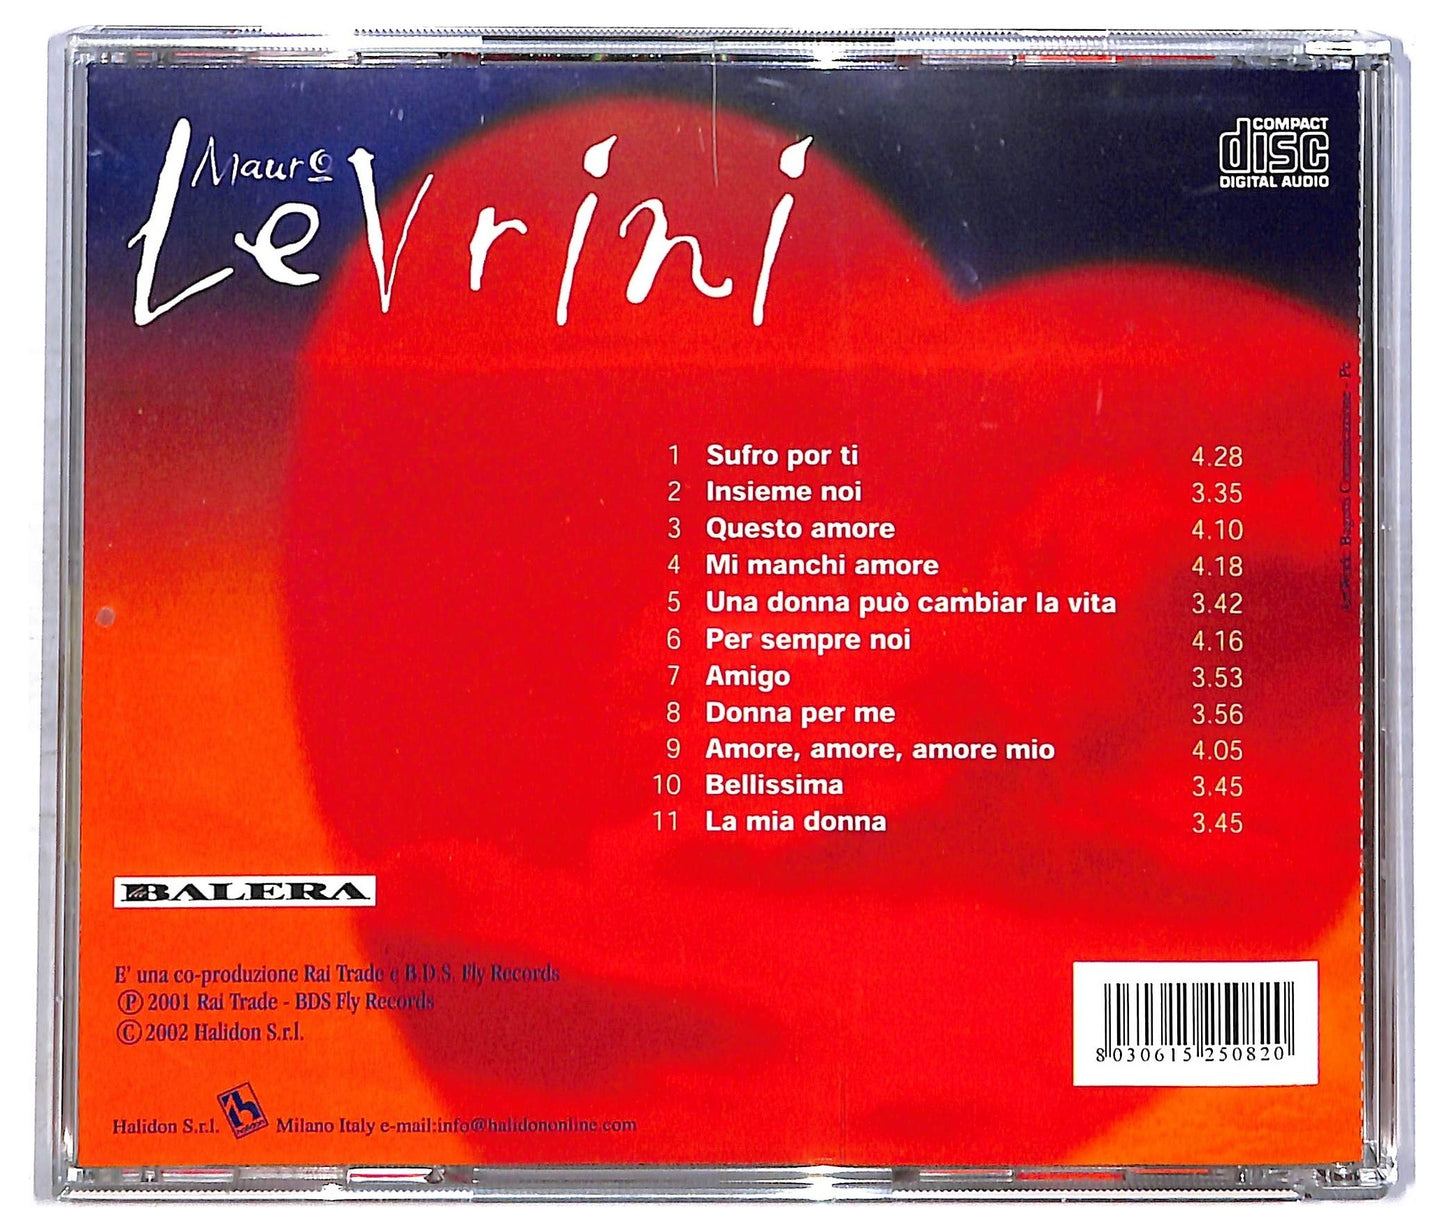 Mauro
Levrini
COMPACT
disc
DIGITAL AUDIO
1 Sufro por ti 4.28
2 Insieme noi 3.35
3 Questo amore 4.10
4 Mi manchi amore 4.18
5 Una donna può cambiar la vita 3.42
6 Per sempre noi 4.16
7 Amigo 3.53
8 Donna per me 3.56
9 Amore, amore, amore mio 4.05
10 Bellissima 3.45
11 La mia donna 3.45
BALERA
E' una co-produzione Rai Trade e B.D.S. Fly Records
Ⓟ 2001 Rai Trade - BDS Fly Records
© 2002 Halidon S.r.l.
8 030615 250820
Halidon S.r.l. h halidon Milano Italy e-mail:info@halidononline.com